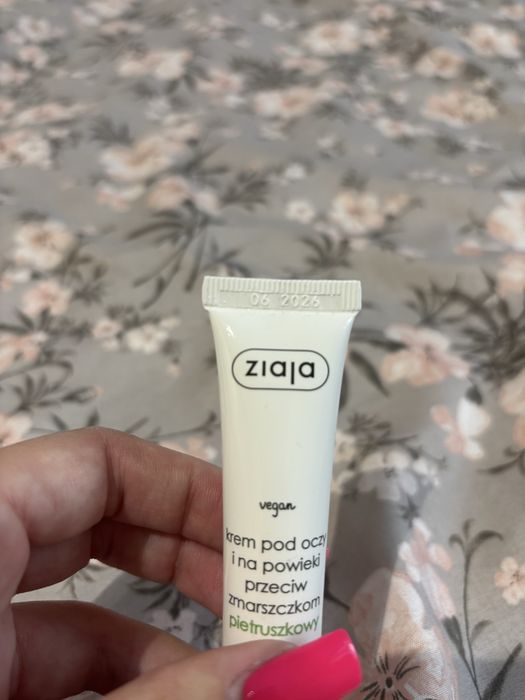 06 2026
ziaja
vegan
krem pod oczy
i na powieki
przeciw
zmarszczkom
pietruszkowy